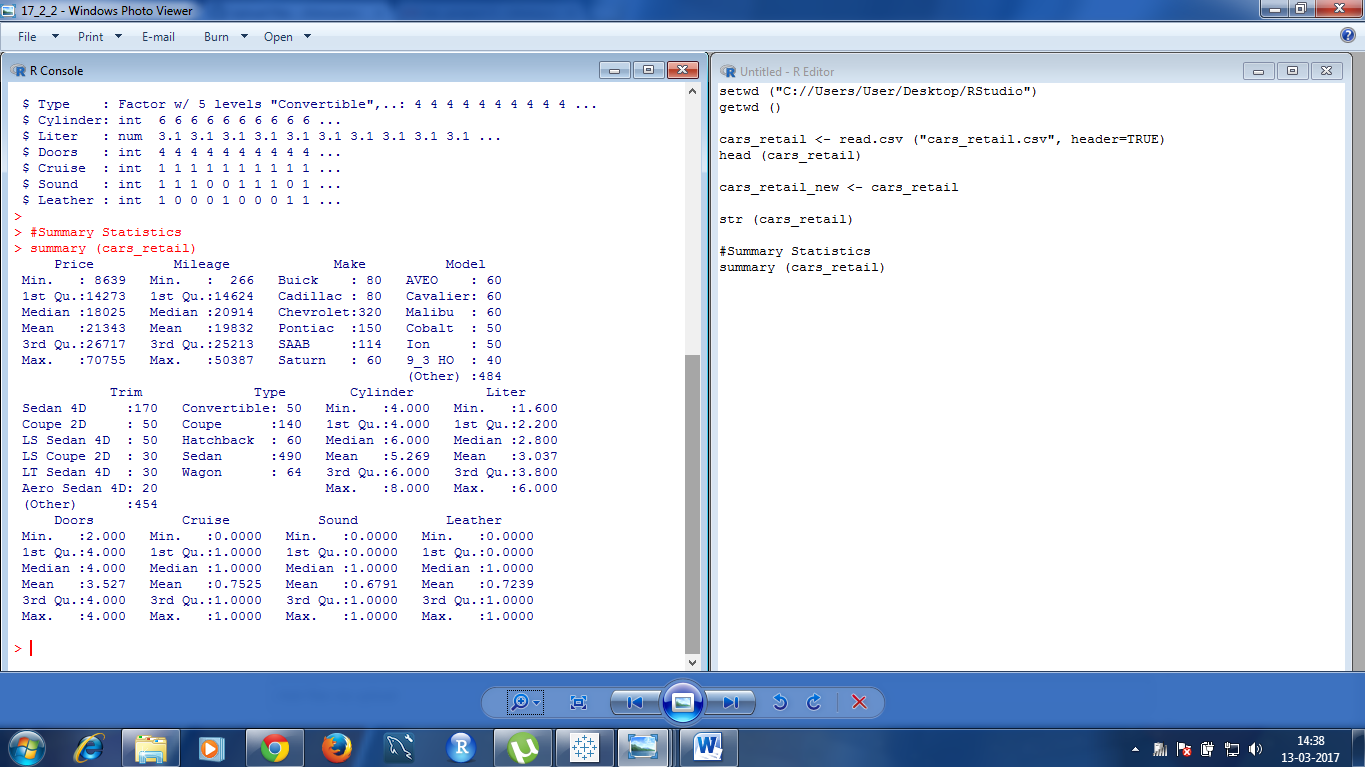 17_2_2 - Windows Photo Viewer
File Print E-mail Burn Open
R Console
$ Type    : Factor w/ 5 levels "Convertible",..: 4 4 4 4 4 4 4 4 4 4 ...
$ Cylinder: int  6 6 6 6 6 6 6 6 6 6 ...
$ Liter   : num  3.1 3.1 3.1 3.1 3.1 3.1 3.1 3.1 3.1 3.1 ...
$ Doors   : int  4 4 4 4 4 4 4 4 4 4 ...
$ Cruise  : int  1 1 1 1 1 1 1 1 1 1 ...
$ Sound   : int  1 1 1 0 0 1 1 1 0 1 ...
$ Leather : int  1 0 0 0 1 0 0 0 1 1 ...
>
> #Summary Statistics
> summary (cars_retail)
    Price          Mileage             Make          Model
Min.   : 8639   Min.   :  266   Buick    : 80   AVEO    : 60
1st Qu.:14273   1st Qu.:14624   Cadillac : 80   Cavalier: 60
Median :18025   Median :20914   Chevrolet:320   Malibu  : 60
Mean   :21343   Mean   :19832   Pontiac  :150   Cobalt  : 50
3rd Qu.:26717   3rd Qu.:25213   SAAB     :114   Ion     : 50
Max.   :70755   Max.   :50387   Saturn   : 60   9_3 HO  : 40
                                                (Other) :484
           Trim              Type        Cylinder         Liter
Sedan 4D     :170   Convertible: 50   Min.   :4.000   Min.   :1.600
Coupe 2D     : 50   Coupe      :140   1st Qu.:4.000   1st Qu.:2.200
LS Sedan 4D  : 50   Hatchback  : 60   Median :6.000   Median :2.800
LS Coupe 2D  : 30   Sedan      :490   Mean   :5.269   Mean   :3.037
LT Sedan 4D  : 30   Wagon      : 64   3rd Qu.:6.000   3rd Qu.:3.800
Aero Sedan 4D: 20                     Max.   :8.000   Max.   :6.000
(Other)      :454
    Doors           Cruise           Sound           Leather
Min.   :2.000   Min.   :0.0000   Min.   :0.0000   Min.   :0.0000
1st Qu.:4.000   1st Qu.:1.0000   1st Qu.:0.0000   1st Qu.:0.0000
Median :4.000   Median :1.0000   Median :1.0000   Median :1.0000
Mean   :3.527   Mean   :0.7525   Mean   :0.6791   Mean   :0.7239
3rd Qu.:4.000   3rd Qu.:1.0000   3rd Qu.:1.0000   3rd Qu.:1.0000
Max.   :4.000   Max.   :1.0000   Max.   :1.0000   Max.   :1.0000
>
Untitled - R Editor
setwd ("C://Users/User/Desktop/RStudio")
getwd ()
cars_retail <- read.csv ("cars_retail.csv", header=TRUE)
head (cars_retail)
cars_retail_new <- cars_retail
str (cars_retail)
#Summary Statistics
summary (cars_retail)
14:38
13-03-2017